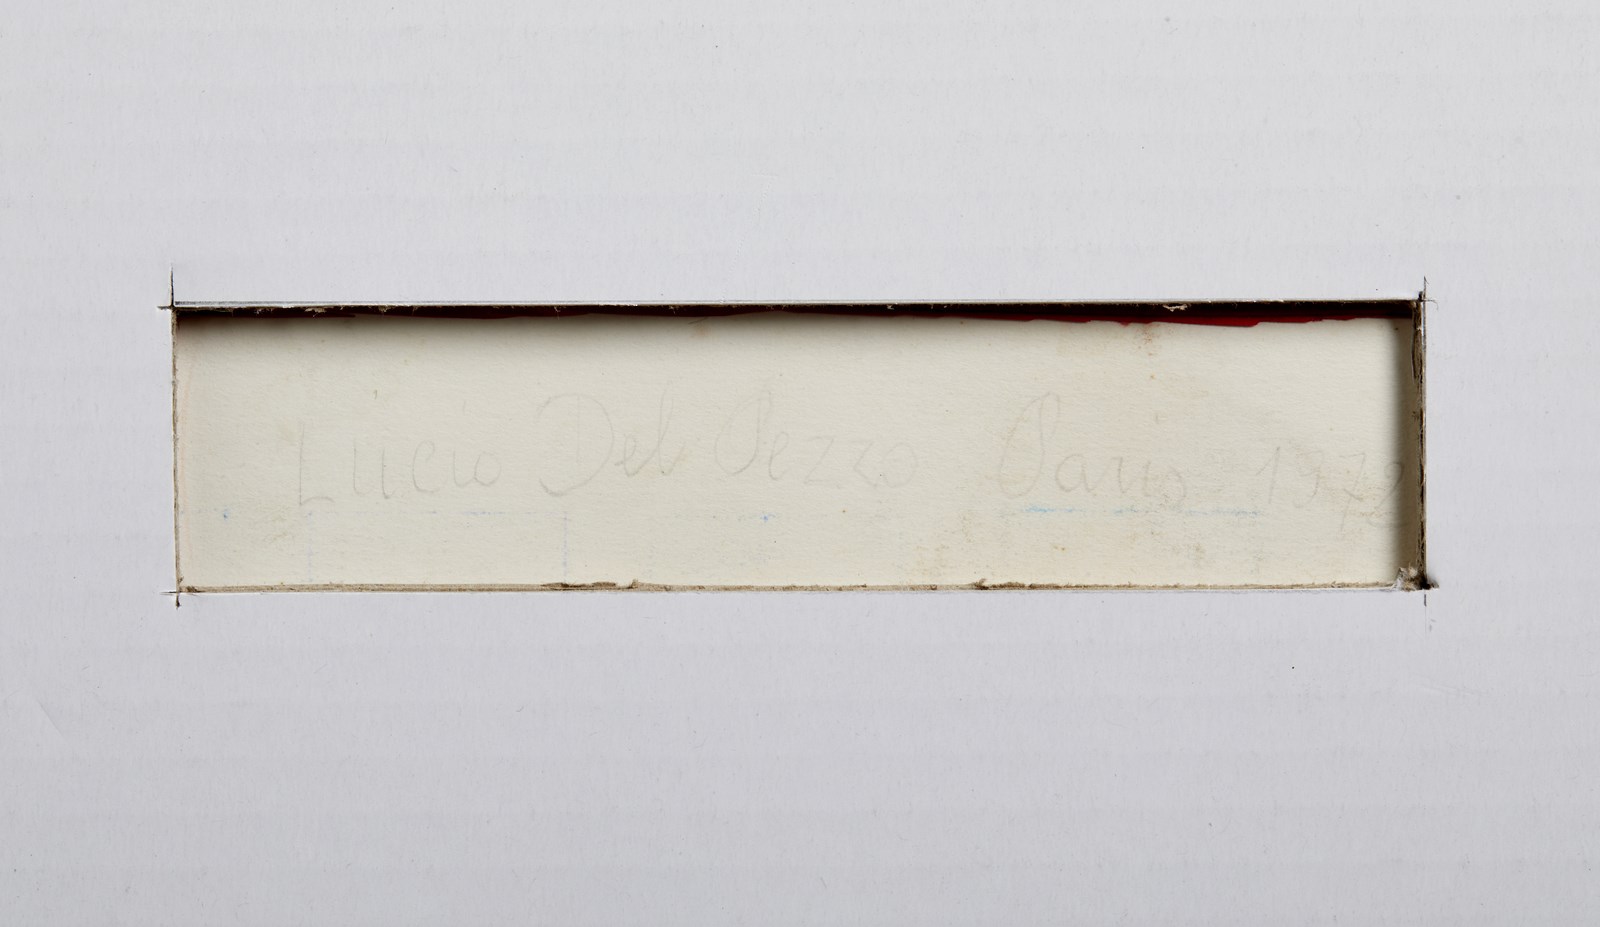 Lucio Del Pezzo Paris 1972